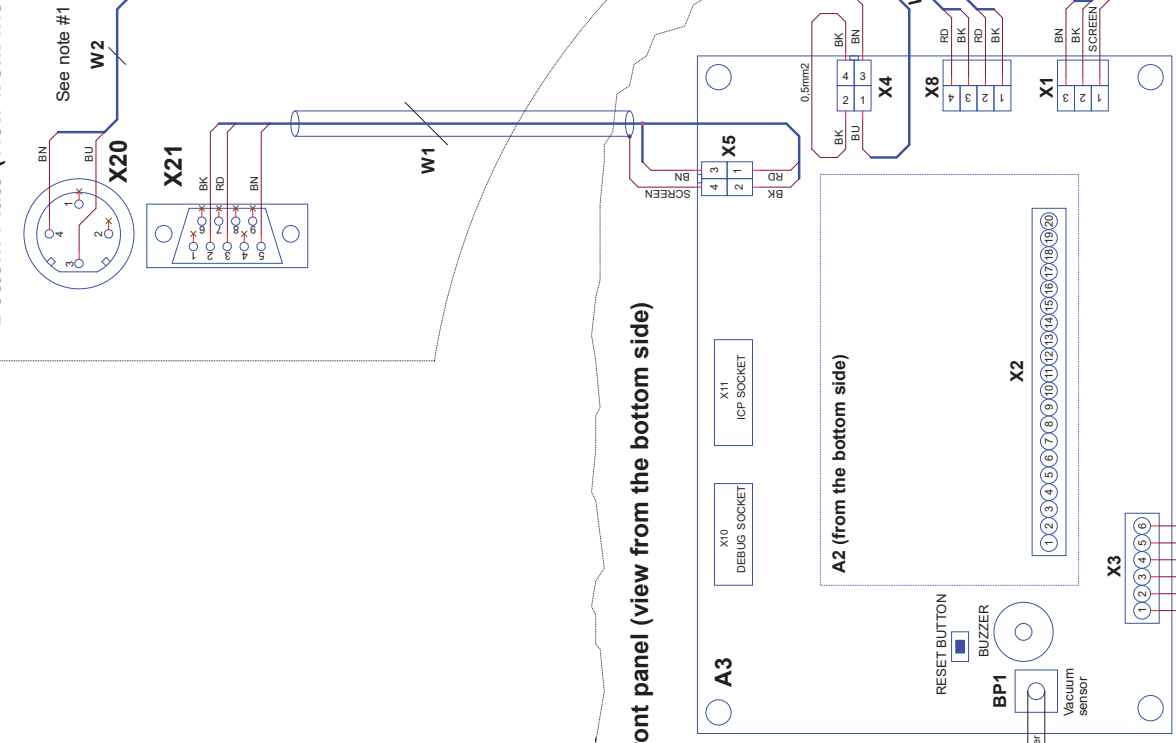 See note #1
W2
BN
BU
X20
1
2
3
4
X21
BK
RD
BN
6
7
8
9
1
2
3
4
5
W1
X5
BN
SCREEN
3
1
4
2
RD
BK
0,5mm2
BK
BN
4
3
2
1
X4
BK
BU
RD
BK
RD
BK
X8
4
3
2
1
BN
BK
SCREEN
X1
3
2
1
ont panel (view from the bottom side)
X11
ICP SOCKET
X10
DEBUG SOCKET
A2 (from the bottom side)
X2
1 2 3 4 5 6 7 8 9 10 11 12 13 14 15 16 17 18 19 20
A3
RESET BUTTON
BUZZER
BP1
Vacuum
sensor
er
X3
1 2 3 4 5 6